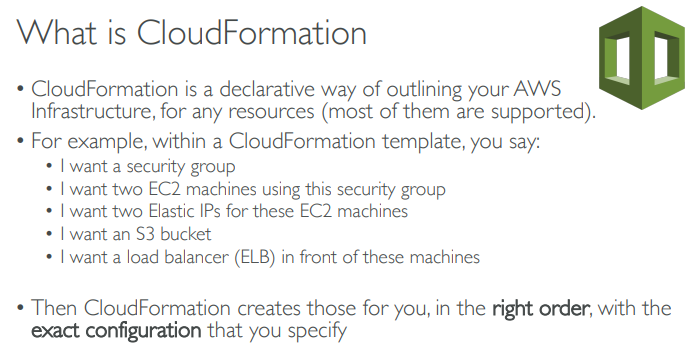 What is CloudFormation
• CloudFormation is a declarative way of outlining your AWS
Infrastructure, for any resources (most of them are supported).
• For example, within a CloudFormation template, you say:
• I want a security group
• I want two EC2 machines using this security group
• I want two Elastic IPs for these EC2 machines
• I want an S3 bucket
• I want a load balancer (ELB) in front of these machines
• Then CloudFormation creates those for you, in the right order, with the
exact configuration that you specify